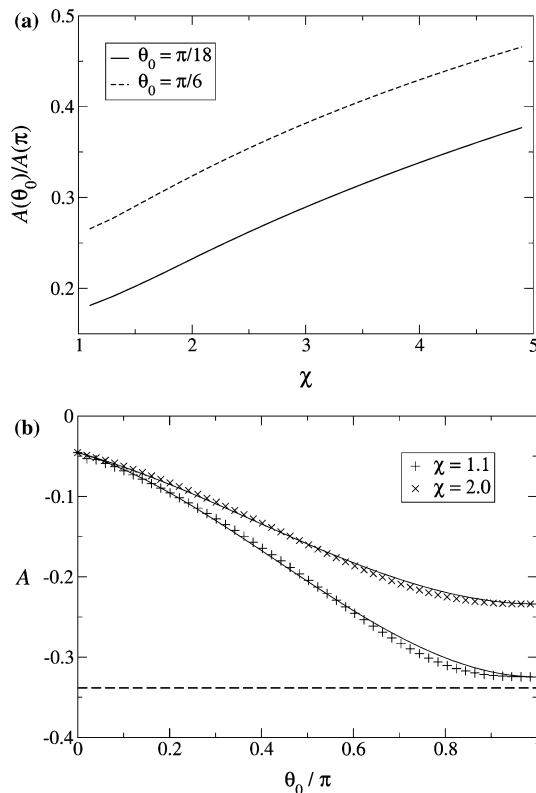 (a)
0.5
θ₀ = π/18
θ₀ = π/6
0.4
A(θ₀)/A(π)
0.3
0.2
1 2 3 4 5
χ
(b)
0
χ = 1.1
χ = 2.0
-0.1
A
-0.2
-0.3
-0.4
0 0.2 0.4 0.6 0.8 1
θ₀ / π